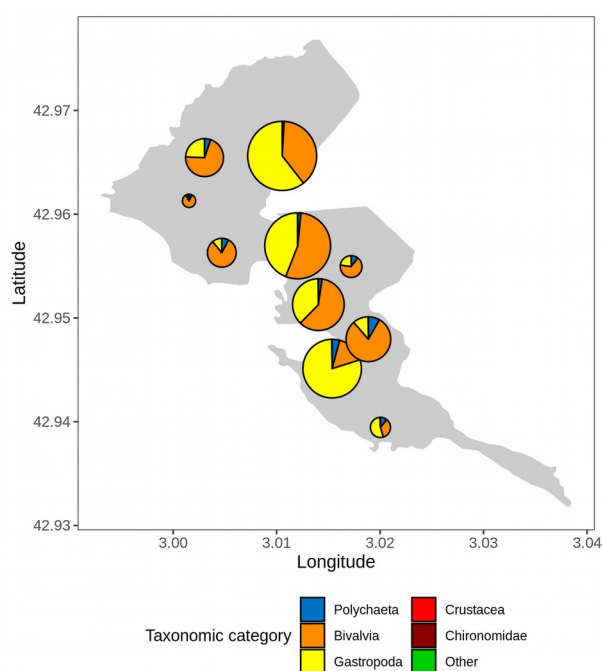 42.97
42.96
42.95
42.94
42.93
Latitude
3.00 3.01 3.02 3.03 3.04
Longitude
Taxonomic category
Polychaeta
Bivalvia
Gastropoda
Crustacea
Chironomidae
Other